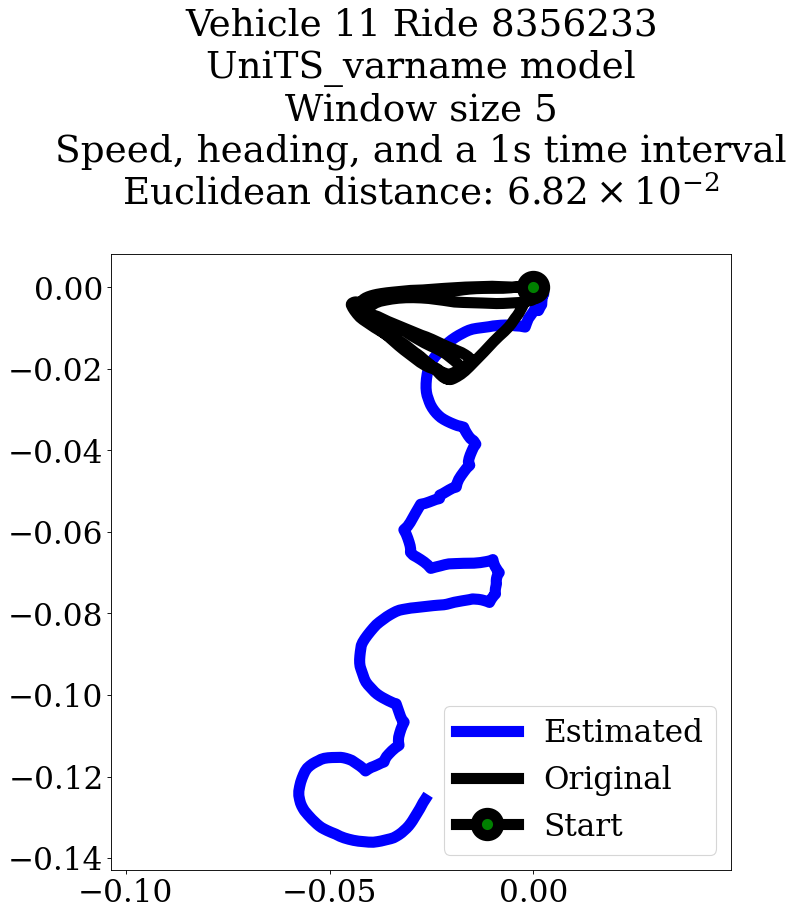 Vehicle 11 Ride 8356233
UniTS_varname model
Window size 5
Speed, heading, and a 1s time interval
Euclidean distance: 6.82 × 10⁻²
0.00
−0.02
−0.04
−0.06
−0.08
−0.10
−0.12
−0.14
Estimated
Original
Start
−0.10
−0.05
0.00